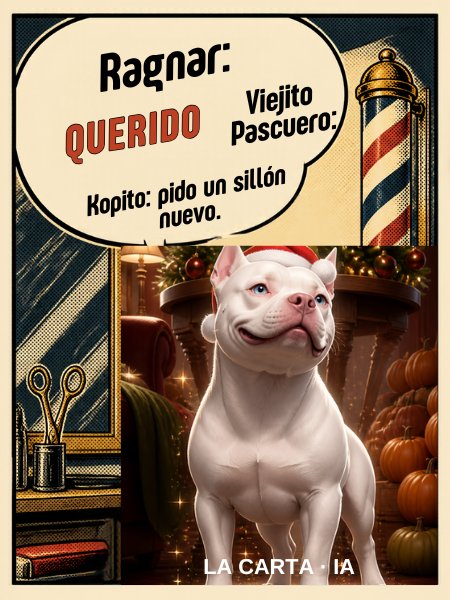 Ragnar:
QUERIDO
Viejito
Pascuero:
Kopito: pido un sillón
nuevo.
LA CARTA · IA